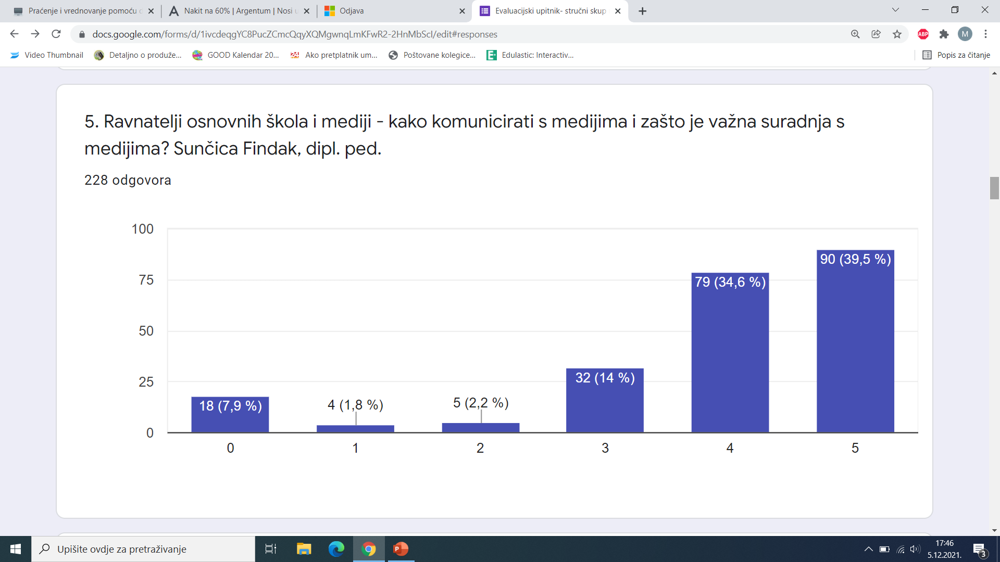 Praćenje i vrednovanje pomoću
Nakit na 60% | Argentum | Nosi
Odjava
Evaluacijski upitnik- stručni skup
docs.google.com/forms/d/1ivcdeqgYC8PucZCmcQqyXQMgwnqLmKFwR2-2HnMbScI/edit#responses
ABP
M
Video Thumbnail
Detaljno o produže...
GOOD Kalendar 20...
24
Ako pretplatnik um...
Poštovane kolegice...
Edulastic: Interactiv...
Popis za čitanje
5. Ravnatelji osnovnih škola i mediji - kako komunicirati s medijima i zašto je važna suradnja s
medijima? Sunčica Findak, dipl. ped.
228 odgovora
100
75
50
25
0
18 (7,9 %)
4 (1,8 %)
5 (2,2 %)
32 (14 %)
79 (34,6 %)
90 (39,5 %)
0 1 2 3 4 5
Upišite ovdje za pretraživanje
17:46
5.12.2021.
3